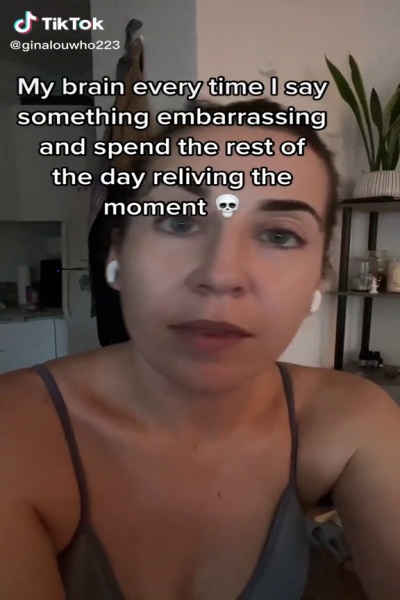 TikTok
@ginalouwho223
My brain every time I say
something embarrassing
and spend the rest of
the day reliving the
moment 💀